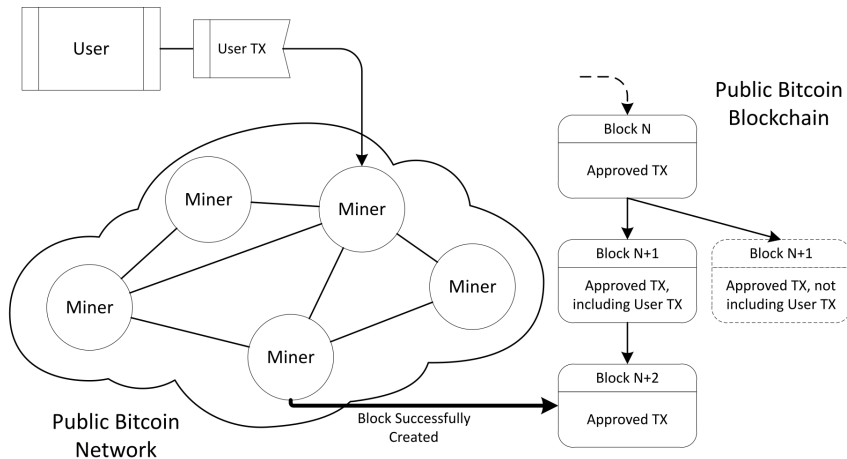 User
User TX
Public Bitcoin
Blockchain
Block N
Approved TX
Miner
Miner
Miner
Miner
Miner
Block N+1
Approved TX,
including User TX
Block N+1
Approved TX, not
including User TX
Block N+2
Approved TX
Block Successfully
Created
Public Bitcoin
Network